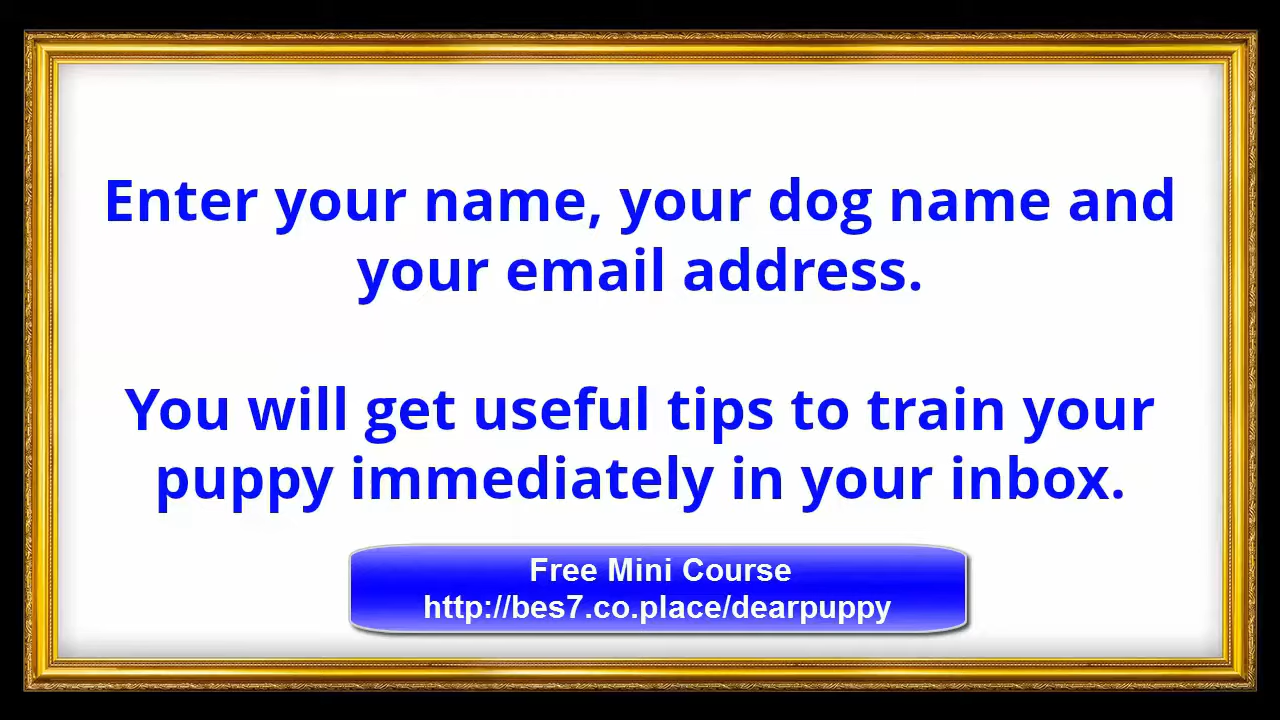 Enter your name, your dog name and
your email address.
You will get useful tips to train your
puppy immediately in your inbox.
Free Mini Course
http://bes7.co.place/dearpuppy